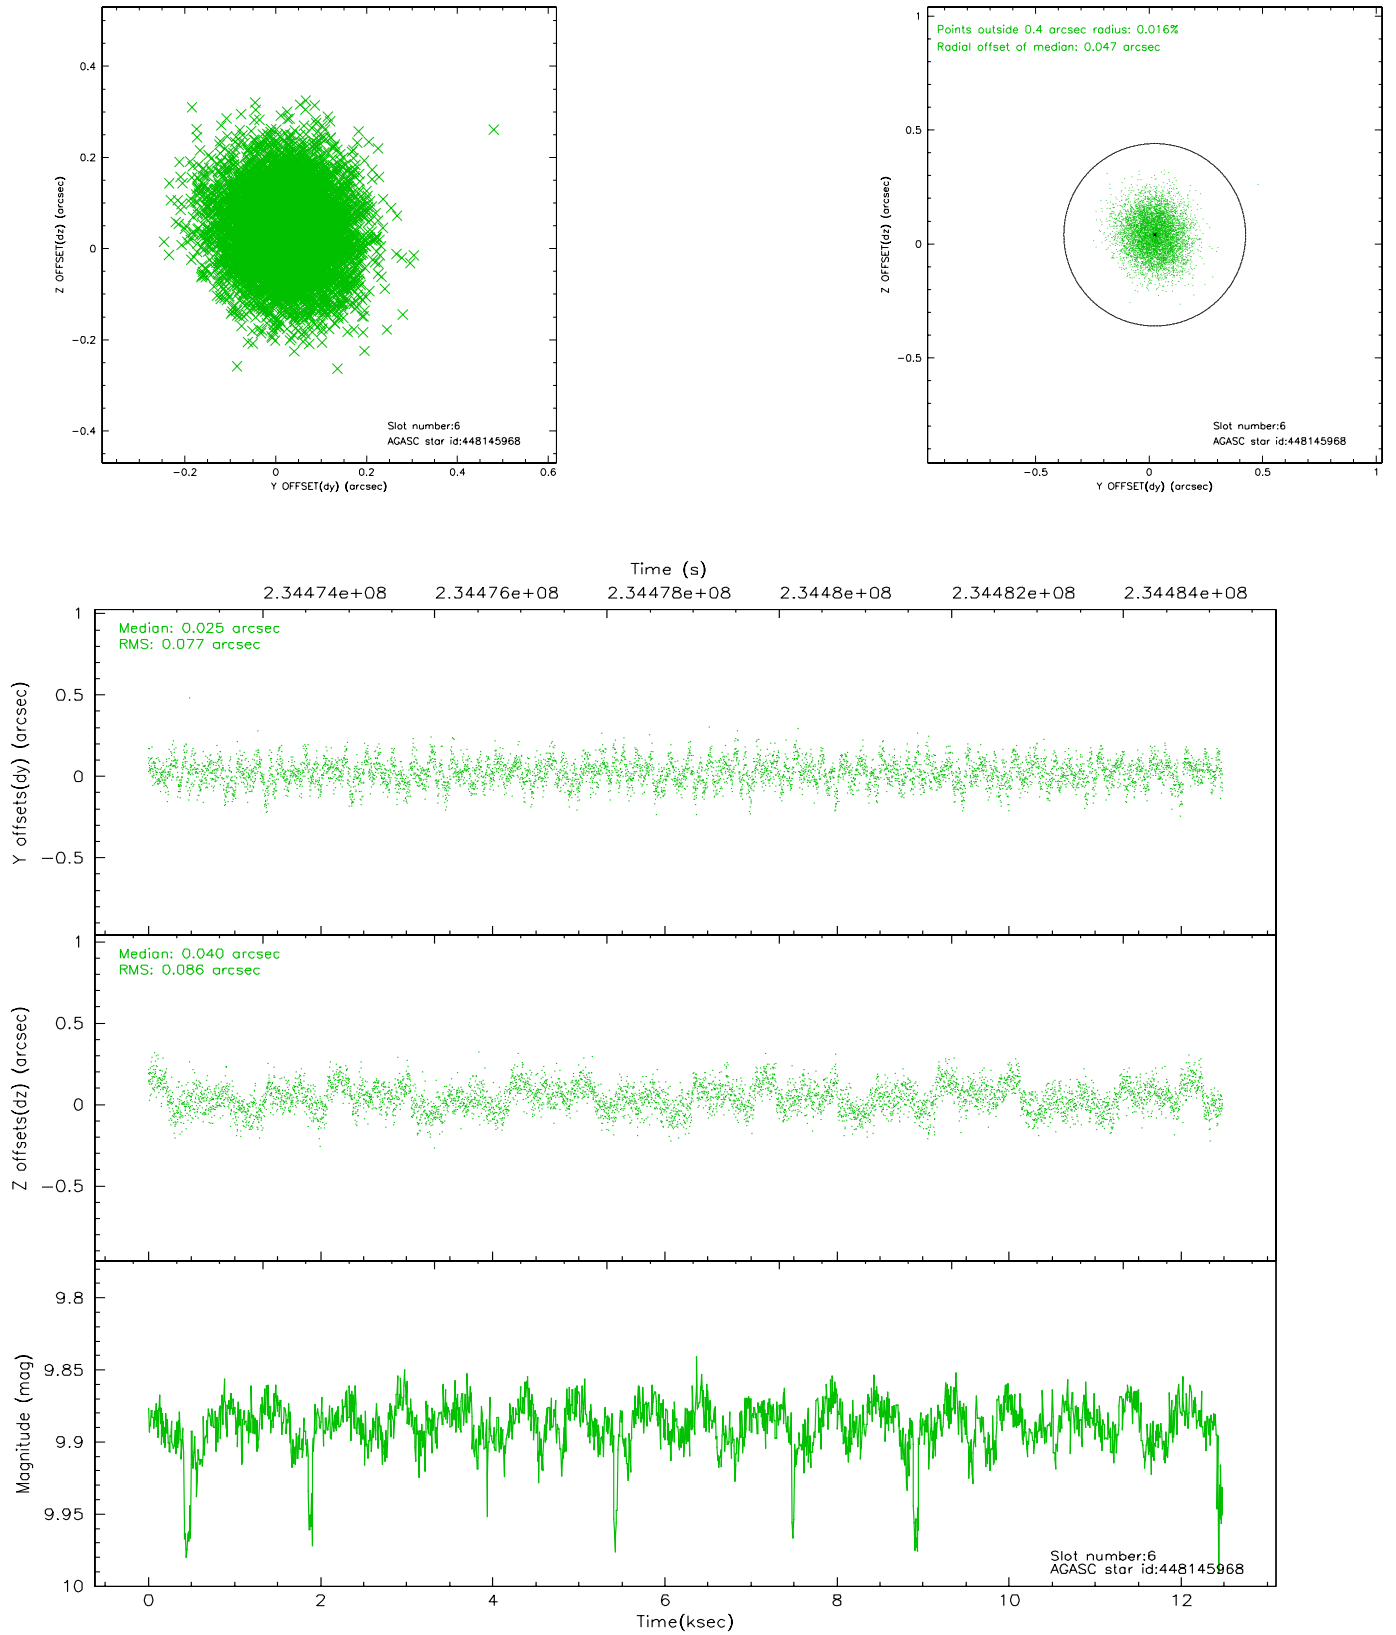 0.4
0.2
0
−0.2
−0.4
Z OFFSET(dz) (arcsec)
Slot number:6
AGASC star id:448145968
−0.2
0
0.2
0.4
0.6
Y OFFSET(dy) (arcsec)
Points outside 0.4 arcsec radius: 0.016%
Radial offset of median: 0.047 arcsec
1
0.5
0
−0.5
Z OFFSET(dz) (arcsec)
Slot number:6
AGASC star id:448145968
−0.5
0
0.5
1
Y OFFSET(dy) (arcsec)
Time (s)
2.34474e+08
2.34476e+08
2.34478e+08
2.3448e+08
2.34482e+08
2.34484e+08
Median: 0.025 arcsec
RMS: 0.077 arcsec
1
0.5
0
−0.5
Y offsets(dy) (arcsec)
Median: 0.040 arcsec
RMS: 0.086 arcsec
1
0.5
0
−0.5
Z offsets(dz) (arcsec)
9.8
9.85
9.9
9.95
10
Magnitude (mag)
Slot number:6
AGASC star id:448145968
0
2
4
6
8
10
12
Time(ksec)